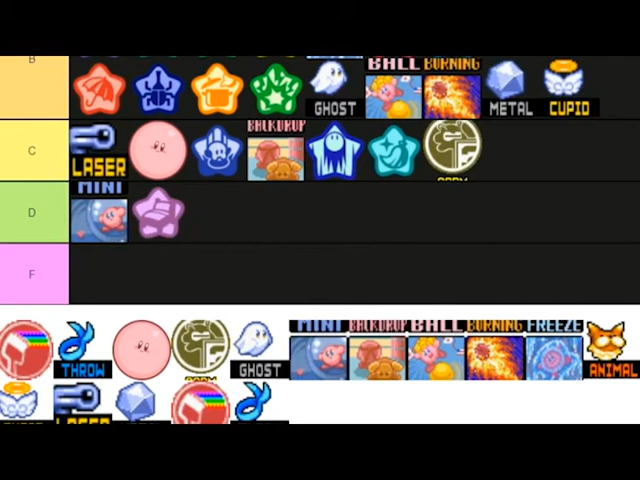 B
BALL BURNING
GHOST METAL CUPID
C
BACKDROP
LASER
MINI
D
F
MINI BACKDROP BALL BURNING FREEZE
THROW GHOST ANIMAL
LASER